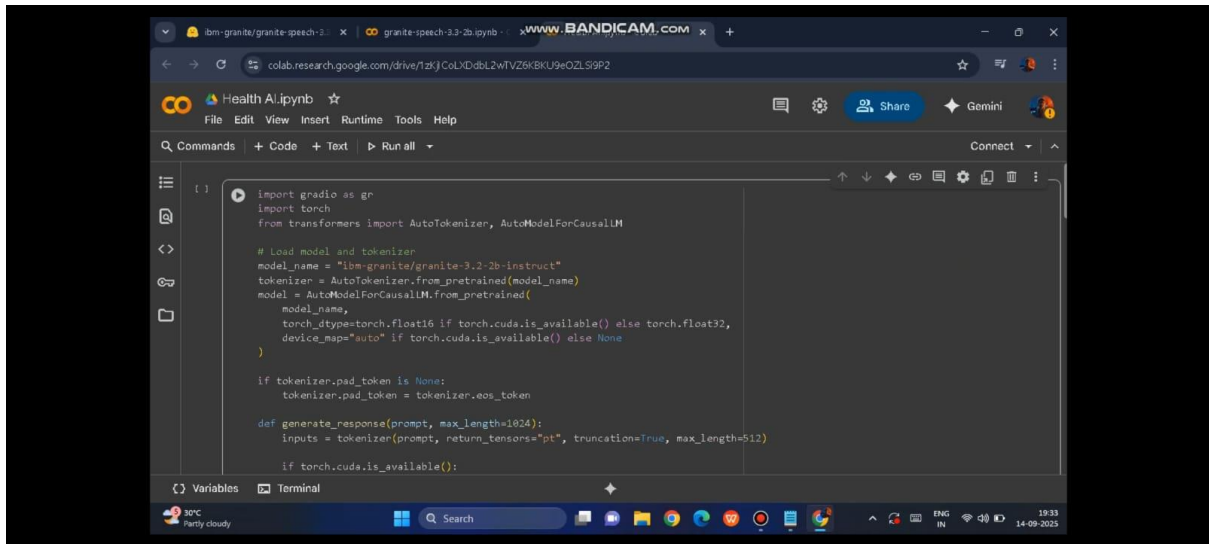 ibm-granite/granite-speech-3.3
granite-speech-3.3-2b.ipynb -
www.BANDICAM.com
colab.research.google.com/drive/1zKjlCoLXDdbL2wTVZ6KBKU9eOZLSi9P2
Health AI.ipynb
Share
Gemini
File Edit View Insert Runtime Tools Help
Commands + Code + Text Run all
Connect
[ ]
import gradio as gr
import torch
from transformers import AutoTokenizer, AutoModelForCausalLM
# Load model and tokenizer
model_name = "ibm-granite/granite-3.2-2b-instruct"
tokenizer = AutoTokenizer.from_pretrained(model_name)
model = AutoModelForCausalLM.from_pretrained(
model_name,
torch_dtype=torch.float16 if torch.cuda.is_available() else torch.float32,
device_map="auto" if torch.cuda.is_available() else None
)
if tokenizer.pad_token is None:
tokenizer.pad_token = tokenizer.eos_token
def generate_response(prompt, max_length=1024):
inputs = tokenizer(prompt, return_tensors="pt", truncation=True, max_length=512)
if torch.cuda.is_available():
Variables Terminal
30°C
Partly cloudy
Search
ENG
IN
19:33
14-09-2025